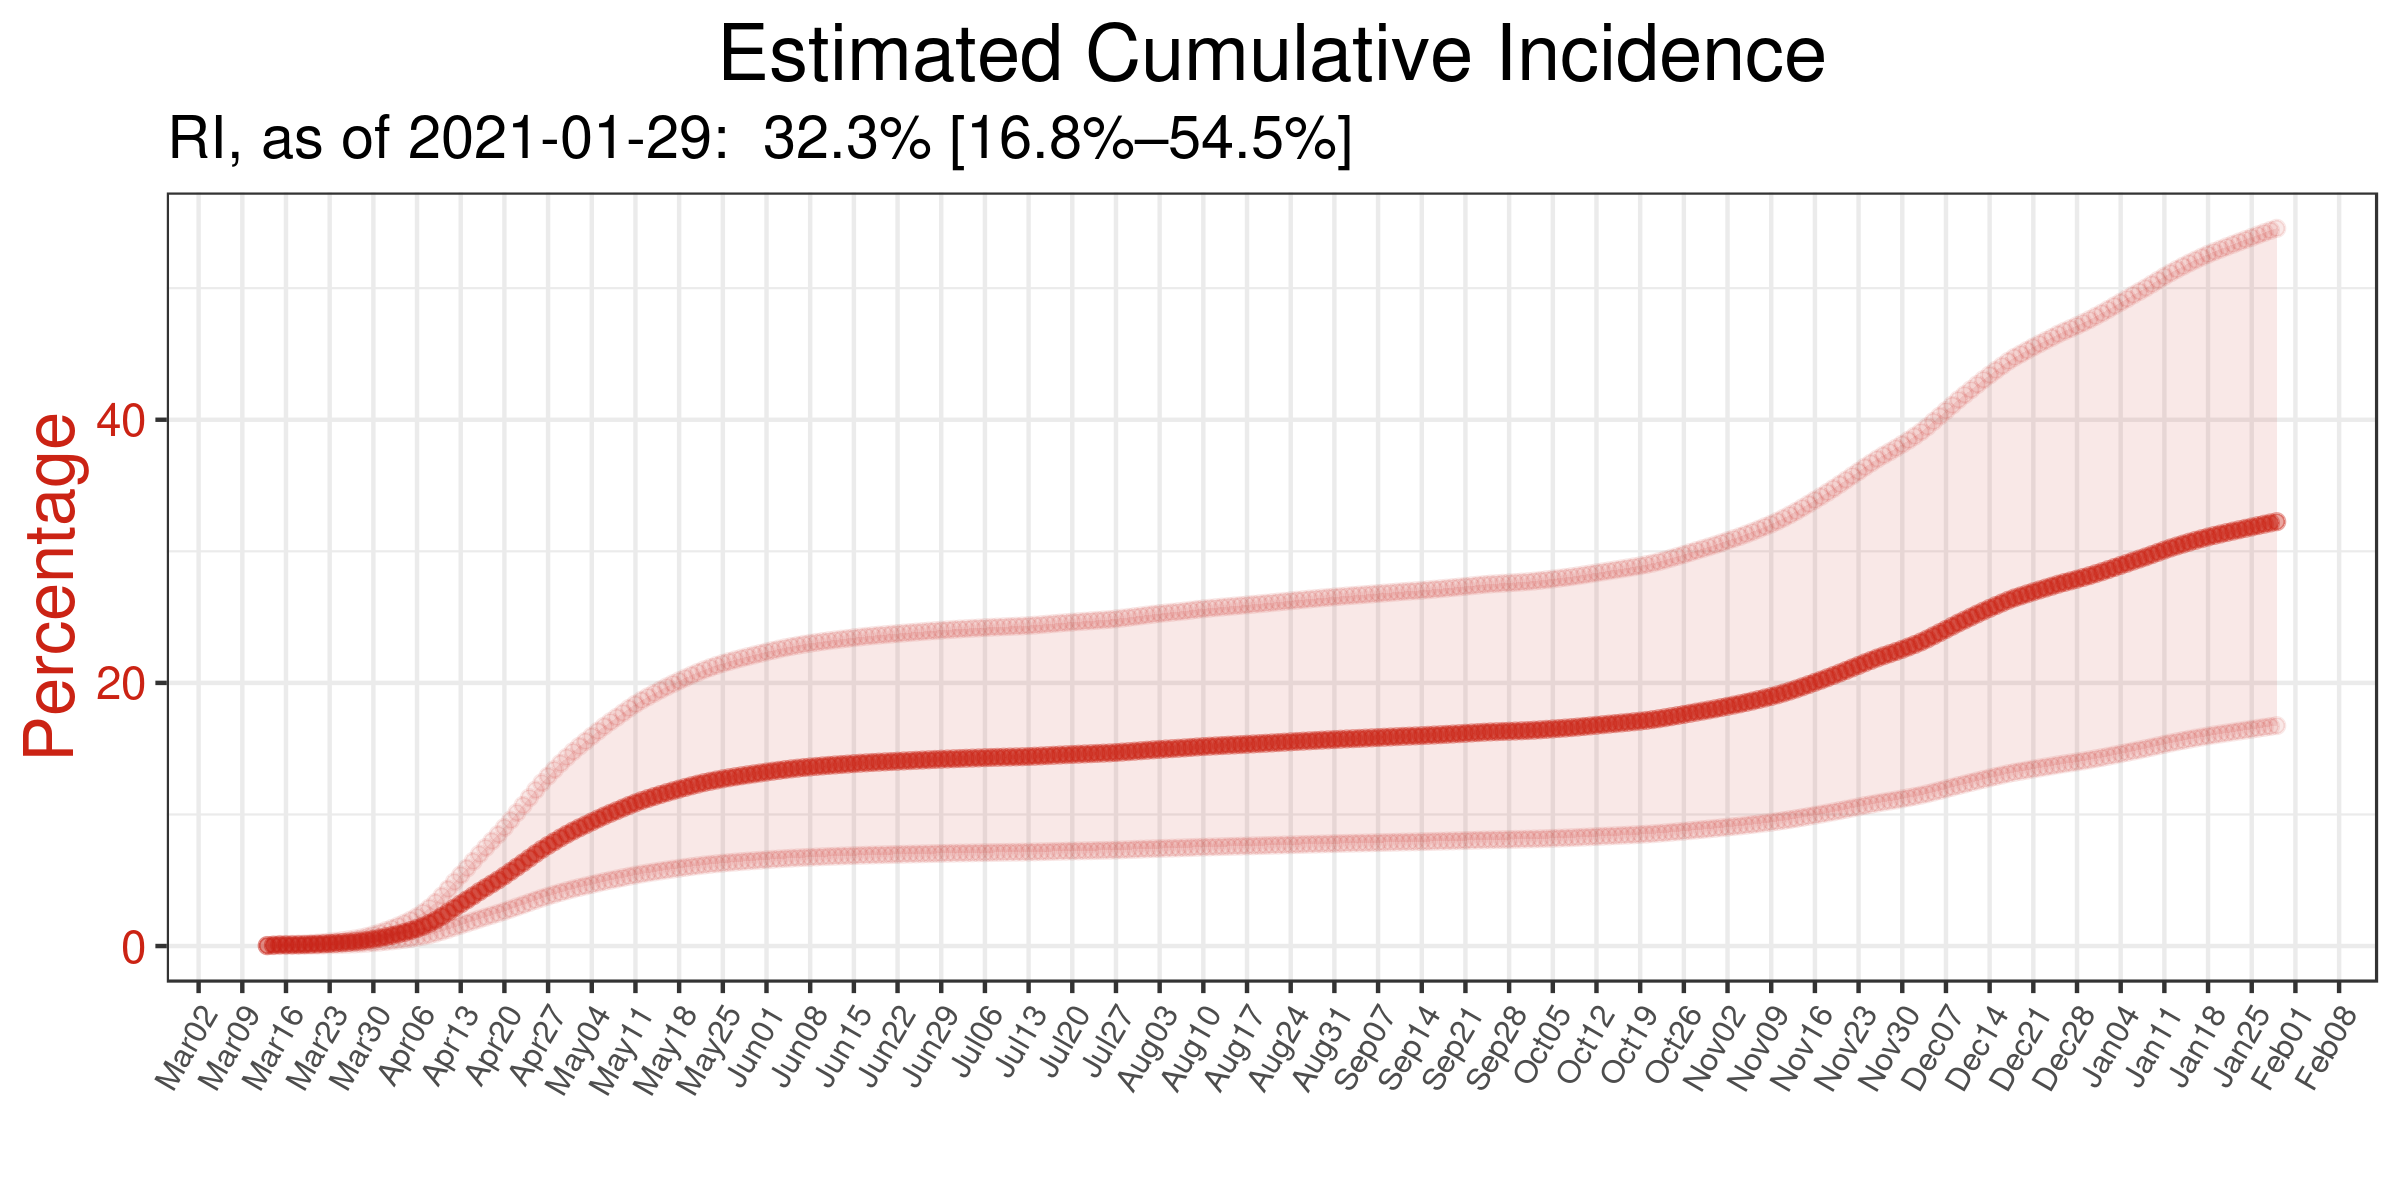 Estimated Cumulative Incidence
RI, as of 2021-01-29:  32.3% [16.8%–54.5%]
Percentage
40
20
0
Mar02
Mar09
Mar16
Mar23
Mar30
Apr06
Apr13
Apr20
Apr27
May04
May11
May18
May25
Jun01
Jun08
Jun15
Jun22
Jun29
Jul06
Jul13
Jul20
Jul27
Aug03
Aug10
Aug17
Aug24
Aug31
Sep07
Sep14
Sep21
Sep28
Oct05
Oct12
Oct19
Oct26
Nov02
Nov09
Nov16
Nov23
Nov30
Dec07
Dec14
Dec21
Dec28
Jan04
Jan11
Jan18
Jan25
Feb01
Feb08